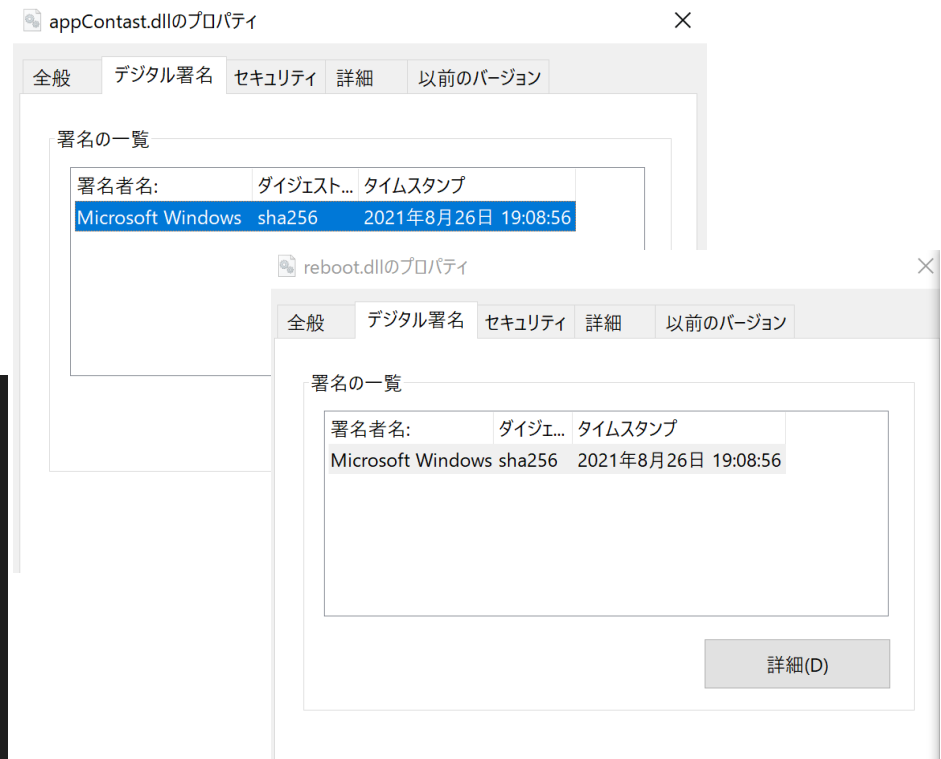 appContast.dllのプロパティ
全般 デジタル署名 セキュリティ 詳細 以前のバージョン
署名の一覧
署名者名: ダイジェスト... タイムスタンプ
Microsoft Windows sha256 2021年8月26日 19:08:56
reboot.dllのプロパティ
全般 デジタル署名 セキュリティ 詳細 以前のバージョン
署名の一覧
署名者名: ダイジェ... タイムスタンプ
Microsoft Windows sha256 2021年8月26日 19:08:56
詳細(D)